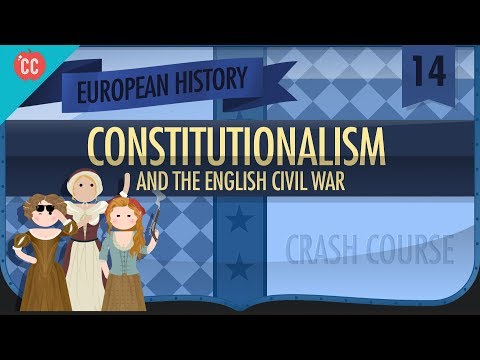 CC
EUROPEAN HISTORY
14
CONSTITUTIONALISM
AND THE ENGLISH CIVIL WAR
CRASH COURSE